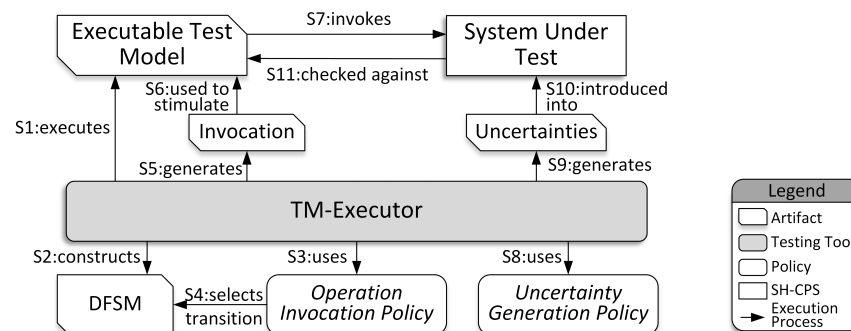 Executable Test
Model
S7:invokes
System Under
Test
S11:checked against
S6:used to
stimulate
S10:introduced
into
S1:executes
Invocation
Uncertainties
S5:generates
S9:generates
TM-Executor
S2:constructs
S3:uses
S8:uses
DFSM
S4:selects
transition
Operation
Invocation Policy
Uncertainty
Generation Policy
Legend
Artifact
Testing Too
Policy
SH-CPS
Execution
Process